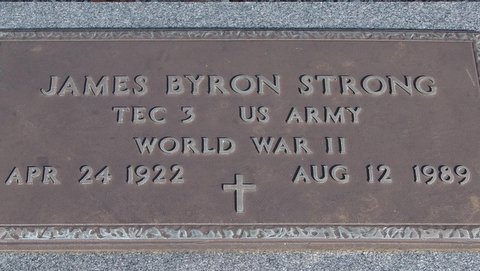 JAMES BYRON STRONG
TEC 3 US ARMY
WORLD WAR II
APR 24 1922 AUG 12 1989